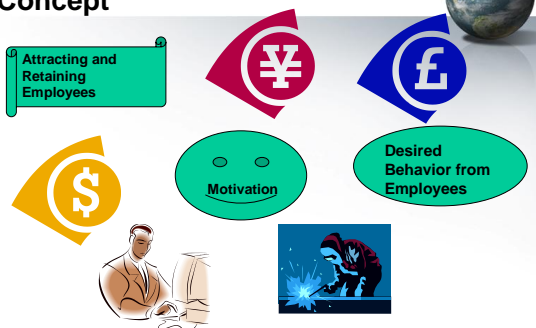 Concept
Attracting and
Retaining
Employees
¥
£
$
Motivation
Desired
Behavior from
Employees